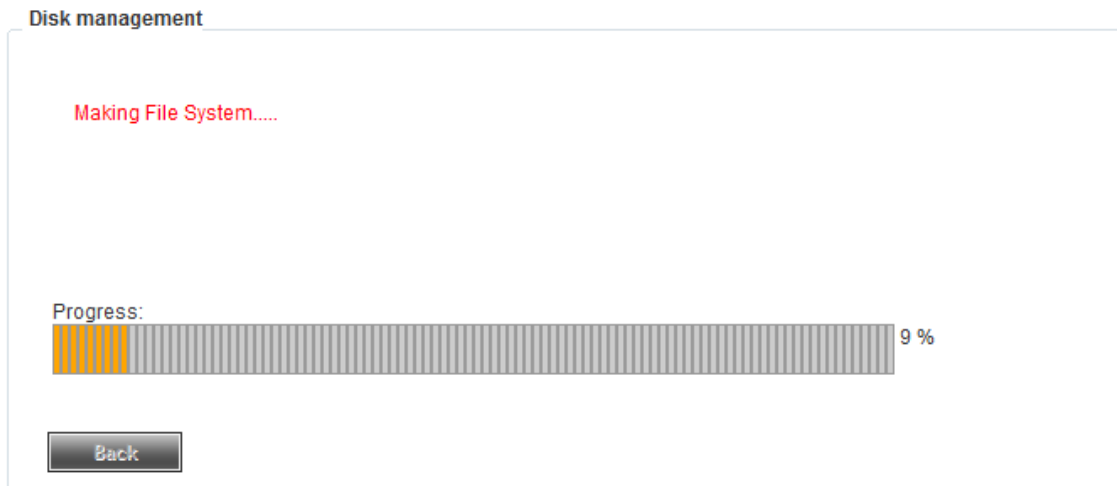 Disk management
Making File System.....
Progress:
9 %
Back